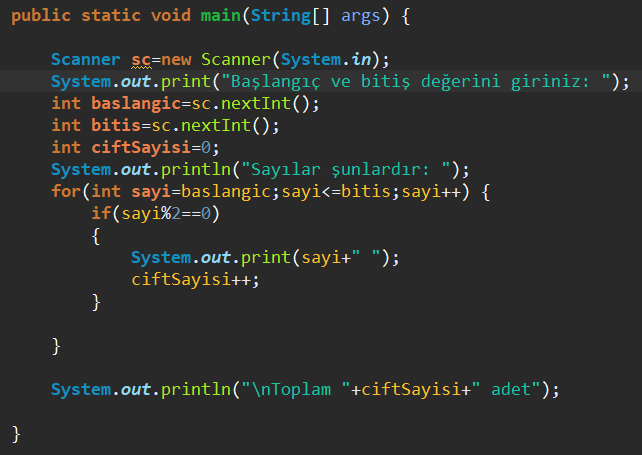 public static void main(String[] args) {
Scanner sc=new Scanner(System.in);
System.out.print("Başlangıç ve bitiş değerini giriniz: ");
int baslangic=sc.nextInt();
int bitis=sc.nextInt();
int ciftSayisi=0;
System.out.println("Sayılar şunlardır: ");
for(int sayi=baslangic;sayi<=bitis;sayi++) {
if(sayi%2==0)
{
System.out.print(sayi+" ");
ciftSayisi++;
}
}
System.out.println("\nToplam "+ciftSayisi+" adet");
}